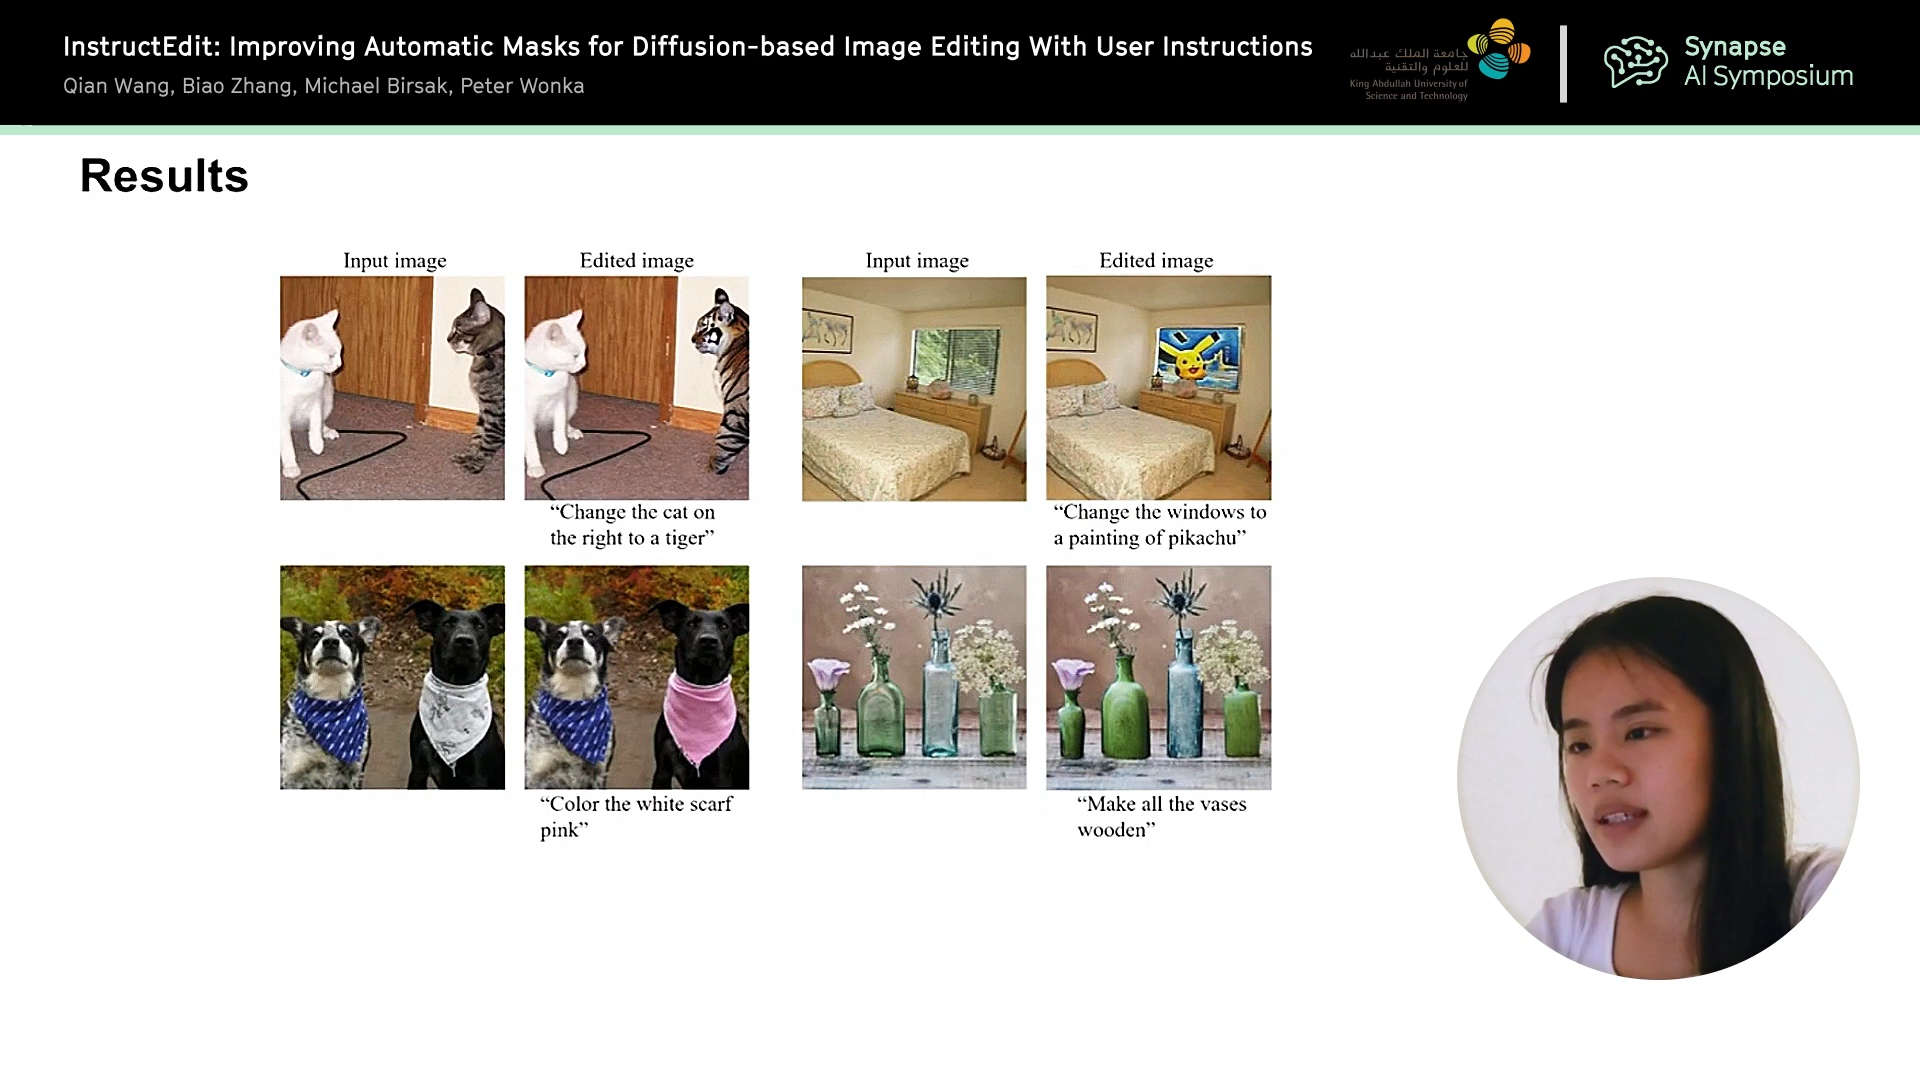 InstructEdit: Improving Automatic Masks for Diffusion-based Image Editing With User Instructions
Qian Wang, Biao Zhang, Michael Birsak, Peter Wonka
جامعة الملك عبدالله
للعلوم والتقنية
King Abdullah University of
Science and Technology
Synapse
AI Symposium
Results
Input image
Edited image
Input image
Edited image
“Change the cat on
the right to a tiger”
“Change the windows to
a painting of pikachu”
“Color the white scarf
pink”
“Make all the vases
wooden”